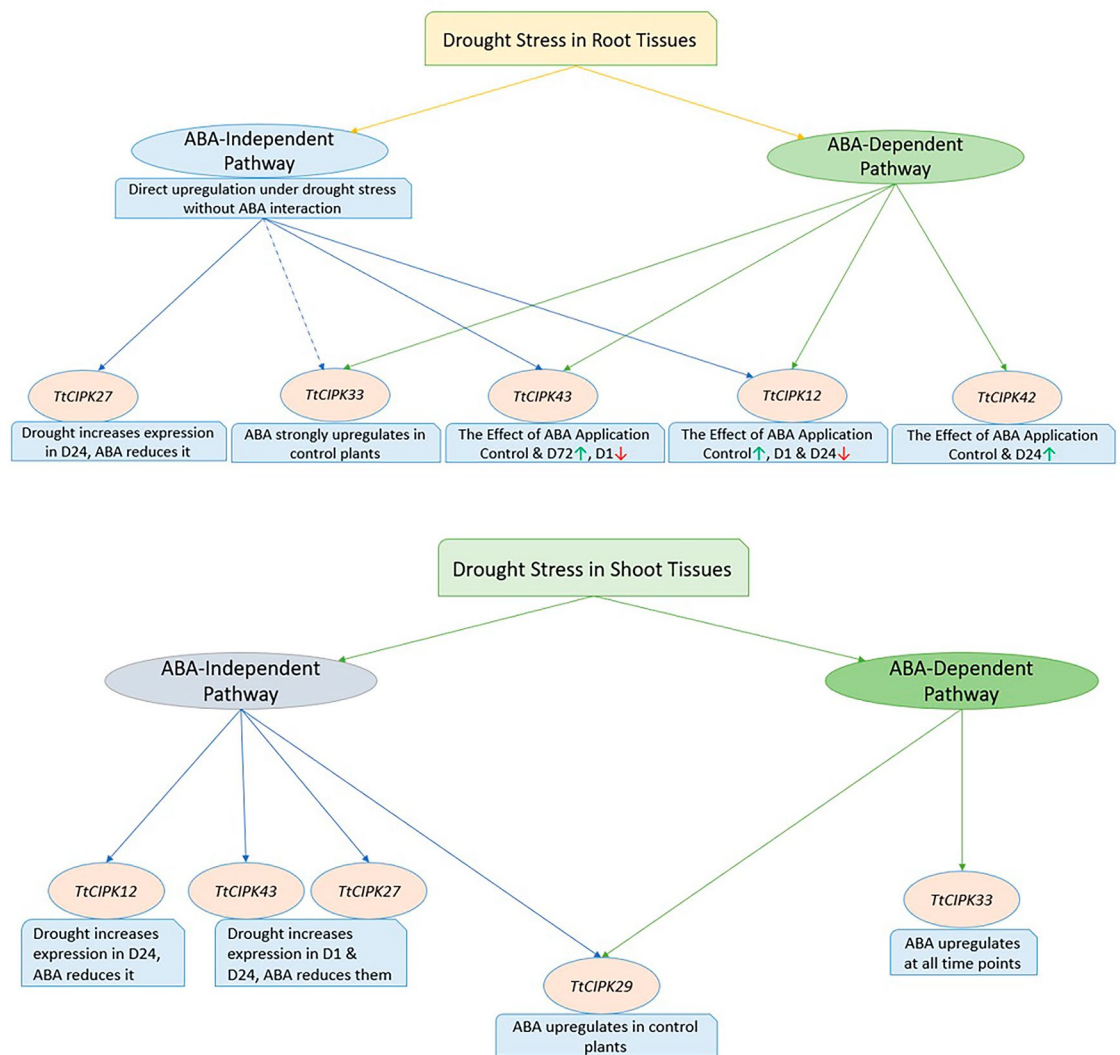 Drought Stress in Root Tissues
ABA-Independent
Pathway
ABA-Dependent
Pathway
Direct upregulation under drought stress
without ABA interaction
TtCIPK27
TtCIPK33
TtCIPK43
TtCIPK12
TtCIPK42
Drought increases expression
in D24, ABA reduces it
ABA strongly upregulates in
control plants
The Effect of ABA Application
Control & D72↑, D1↓
The Effect of ABA Application
Control↑, D1 & D24↓
The Effect of ABA Application
Control & D24↑
Drought Stress in Shoot Tissues
ABA-Independent
Pathway
ABA-Dependent
Pathway
TtCIPK12
TtCIPK43
TtCIPK27
TtCIPK33
Drought increases
expression in D24,
ABA reduces it
Drought increases
expression in D1 &
D24, ABA reduces them
ABA upregulates
at all time points
TtCIPK29
ABA upregulates in control
plants